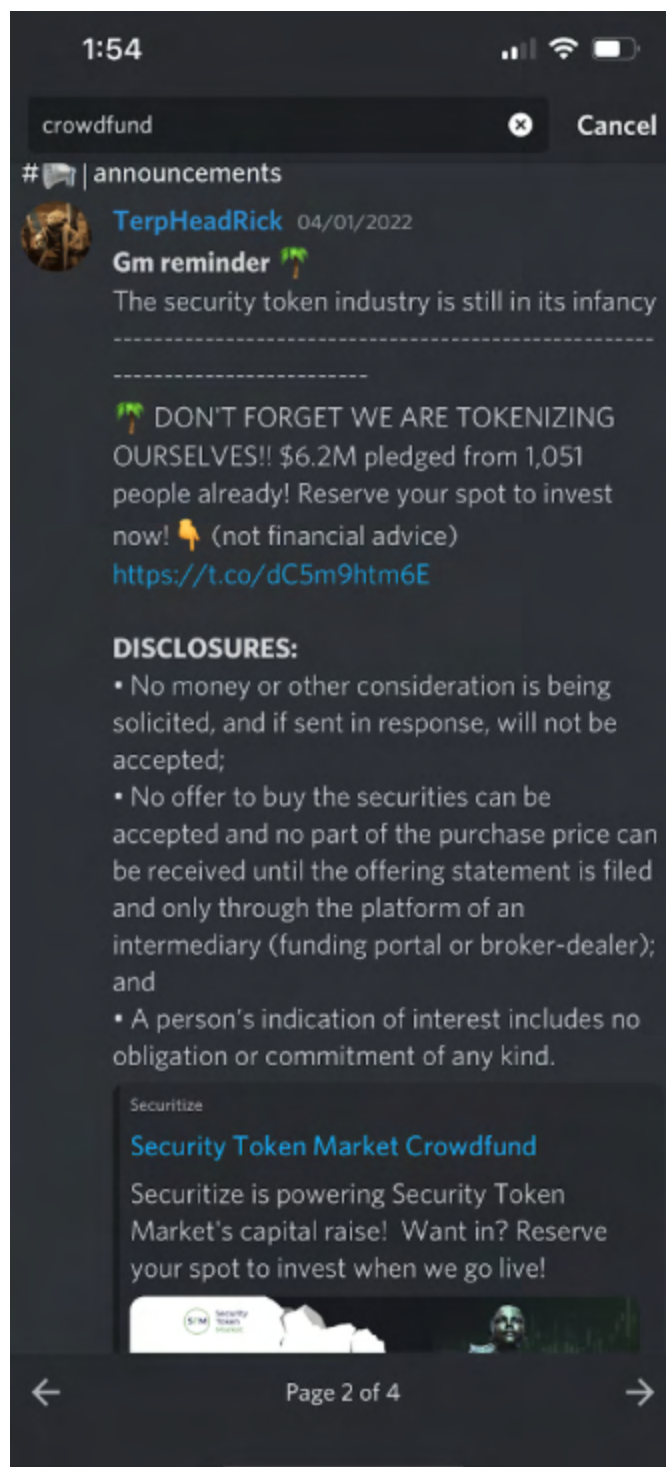 1:54
crowdfund
Cancel
# | announcements
TerpHeadRick 04/01/2022
Gm reminder 🌴
The security token industry is still in its infancy
-----------------------------------------------------
-------------------------
🌴 DON'T FORGET WE ARE TOKENIZING
OURSELVES!! $6.2M pledged from 1,051
people already! Reserve your spot to invest
now! 👇 (not financial advice)
https://t.co/dC5m9htm6E
DISCLOSURES:
• No money or other consideration is being
solicited, and if sent in response, will not be
accepted;
• No offer to buy the securities can be
accepted and no part of the purchase price can
be received until the offering statement is filed
and only through the platform of an
intermediary (funding portal or broker-dealer);
and
• A person's indication of interest includes no
obligation or commitment of any kind.
Securitize
Security Token Market Crowdfund
Securitize is powering Security Token
Market's capital raise! Want in? Reserve
your spot to invest when we go live!
Security
Token
Market
Page 2 of 4